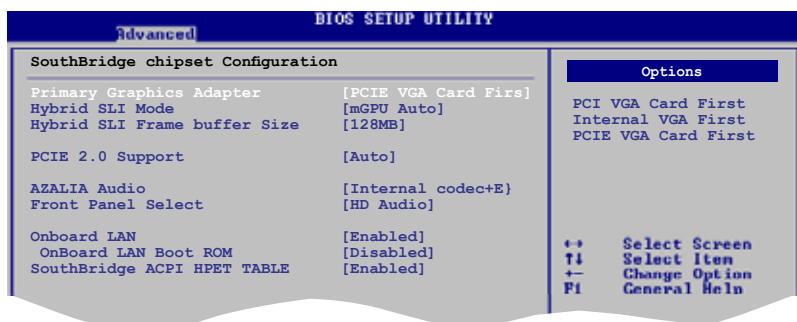 BIOS SETUP UTILITY
Advanced
SouthBridge chipset Configuration
Primary Graphics Adapter [PCIE VGA Card Firs]
Hybrid SLI Mode [mGPU Auto]
Hybrid SLI Frame buffer Size [128MB]
PCIE 2.0 Support [Auto]
AZALIA Audio [Internal codec+E}
Front Panel Select [HD Audio]
Onboard LAN [Enabled]
OnBoard LAN Boot ROM [Disabled]
SouthBridge ACPI HPET TABLE [Enabled]
Options
PCI VGA Card First
Internal VGA First
PCIE VGA Card First
↔ Select Screen
↑↓ Select Item
+- Change Option
F1 General Help